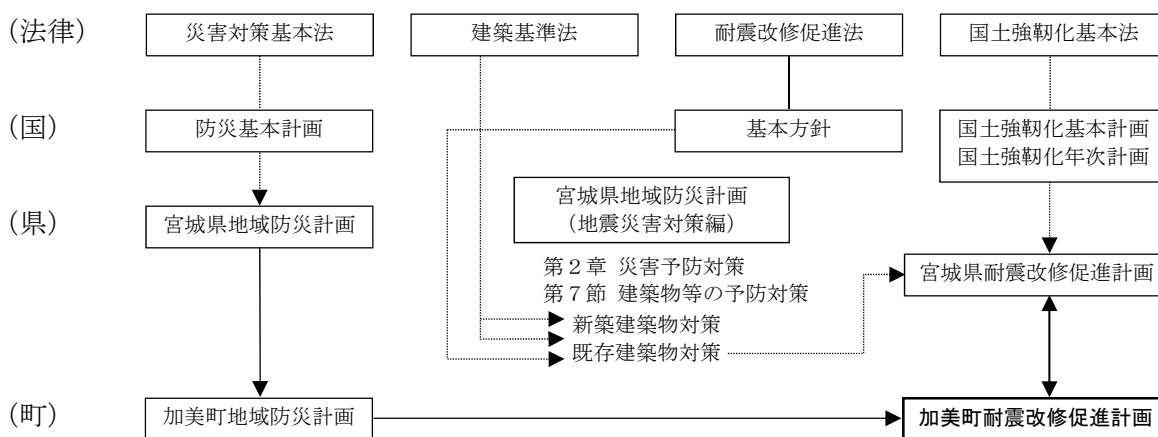 (法律)
災害対策基本法
建築基準法
耐震改修促進法
国土強靭化基本法
(国)
防災基本計画
基本方針
国土強靭化基本計画
国土強靭化年次計画
(県)
宮城県地域防災計画
宮城県地域防災計画
(地震災害対策編)
第2章 災害予防対策
第7節 建築物等の予防対策
新築建築物対策
既存建築物対策
宮城県耐震改修促進計画
(町)
加美町地域防災計画
加美町耐震改修促進計画